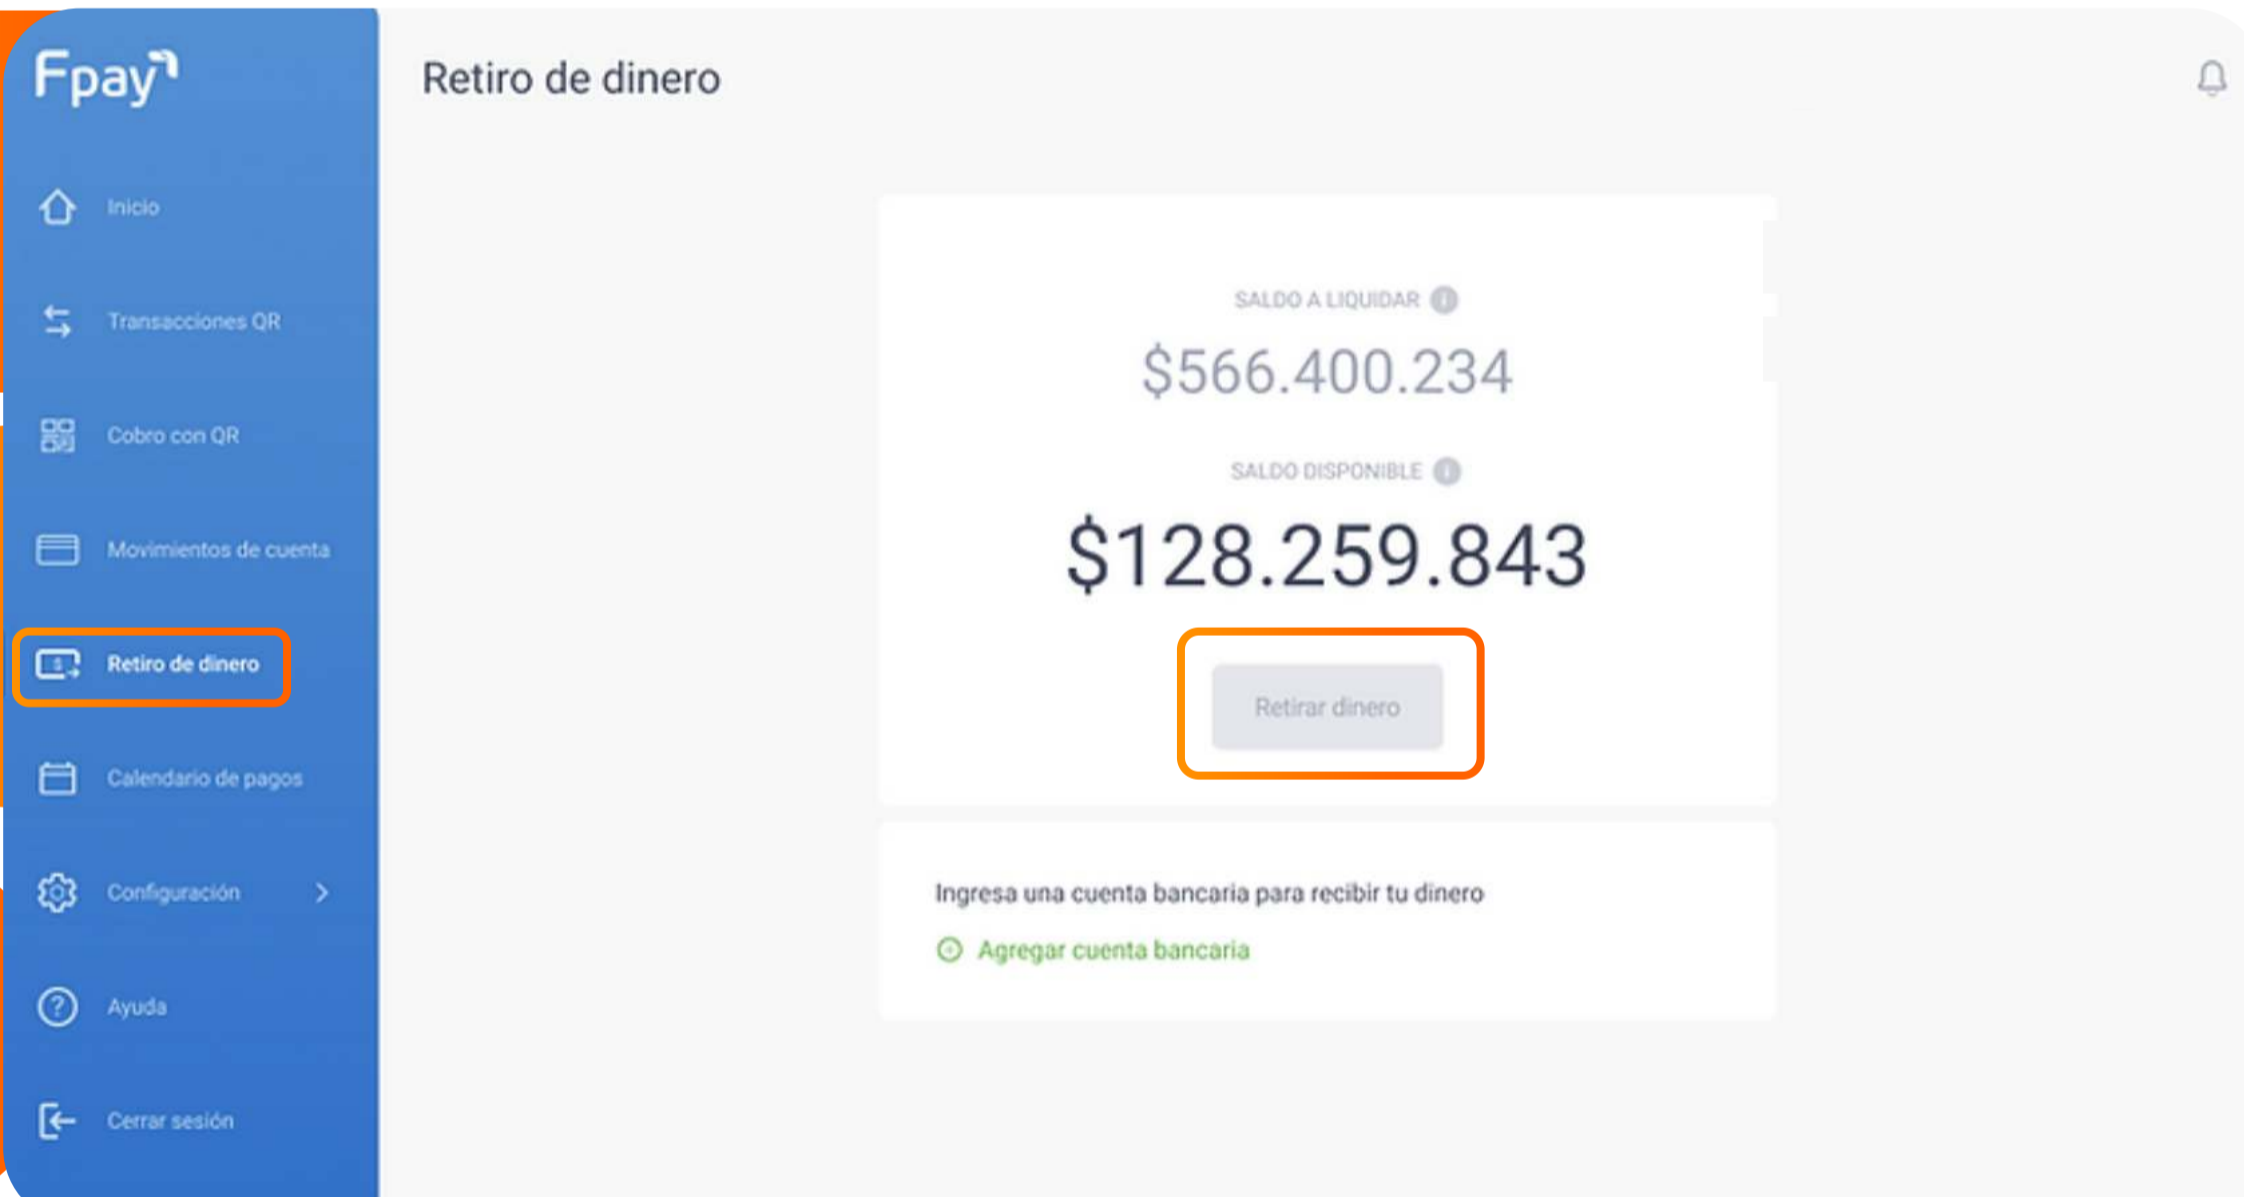 Fpay
Inicio
Transacciones QR
Cobro con QR
Movimientos de cuenta
Retiro de dinero
Calendario de pagos
Configuración
Ayuda
Cerrar sesión
Retiro de dinero
SALDO A LIQUIDAR
$566.400.234
SALDO DISPONIBLE
$128.259.843
Retirar dinero
Ingresa una cuenta bancaria para recibir tu dinero
Agregar cuenta bancaria